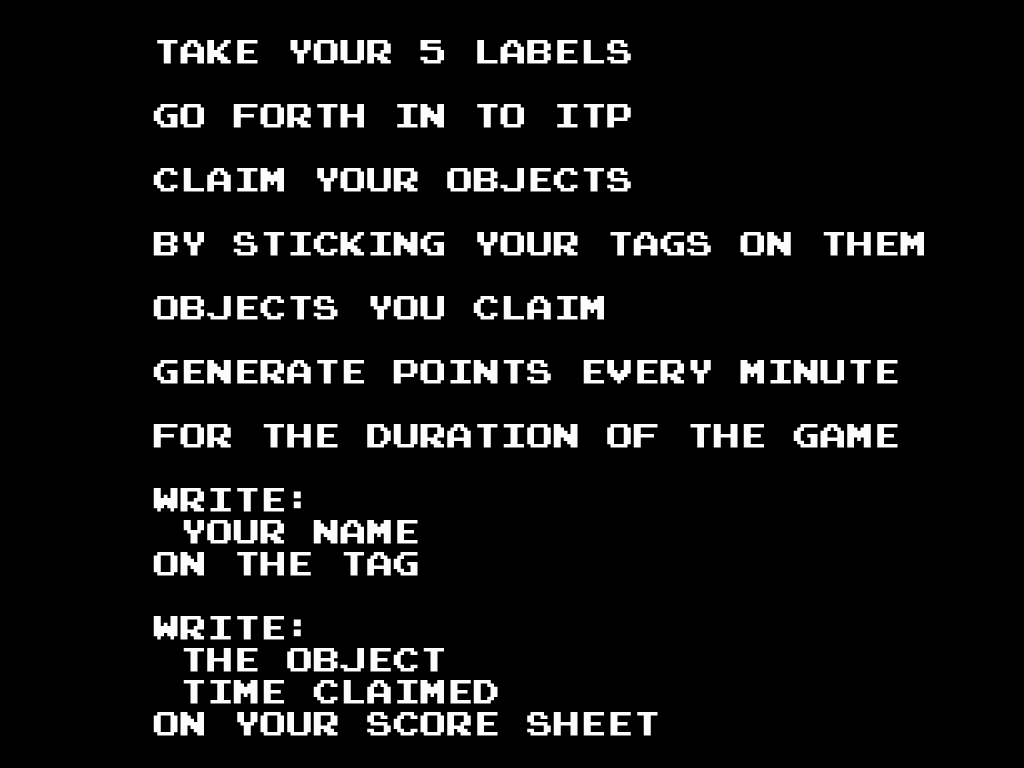 TAKE YOUR 5 LABELS
GO FORTH IN TO ITP
CLAIM YOUR OBJECTS
BY STICKING YOUR TAGS ON THEM
OBJECTS YOU CLAIM
GENERATE POINTS EVERY MINUTE
FOR THE DURATION OF THE GAME
WRITE:
YOUR NAME
ON THE TAG
WRITE:
THE OBJECT
TIME CLAIMED
ON YOUR SCORE SHEET